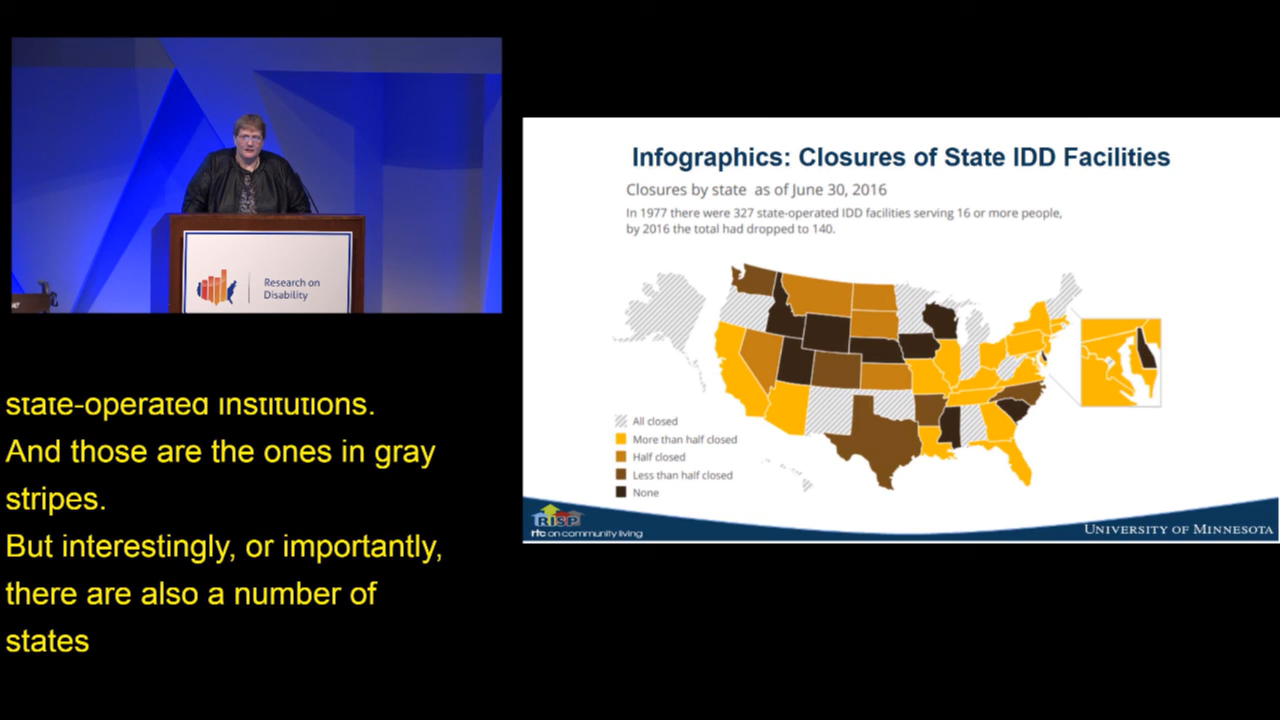 Research on
Disability
state-operated institutions.
And those are the ones in gray
stripes.
But interestingly, or importantly,
there are also a number of
states
Infographics: Closures of State IDD Facilities
Closures by state as of June 30, 2016
In 1977 there were 327 state-operated IDD facilities serving 16 or more people,
by 2016 the total had dropped to 140.
All closed
More than half closed
Half closed
Less than half closed
None
RISP
rtc on community living
UNIVERSITY OF MINNESOTA